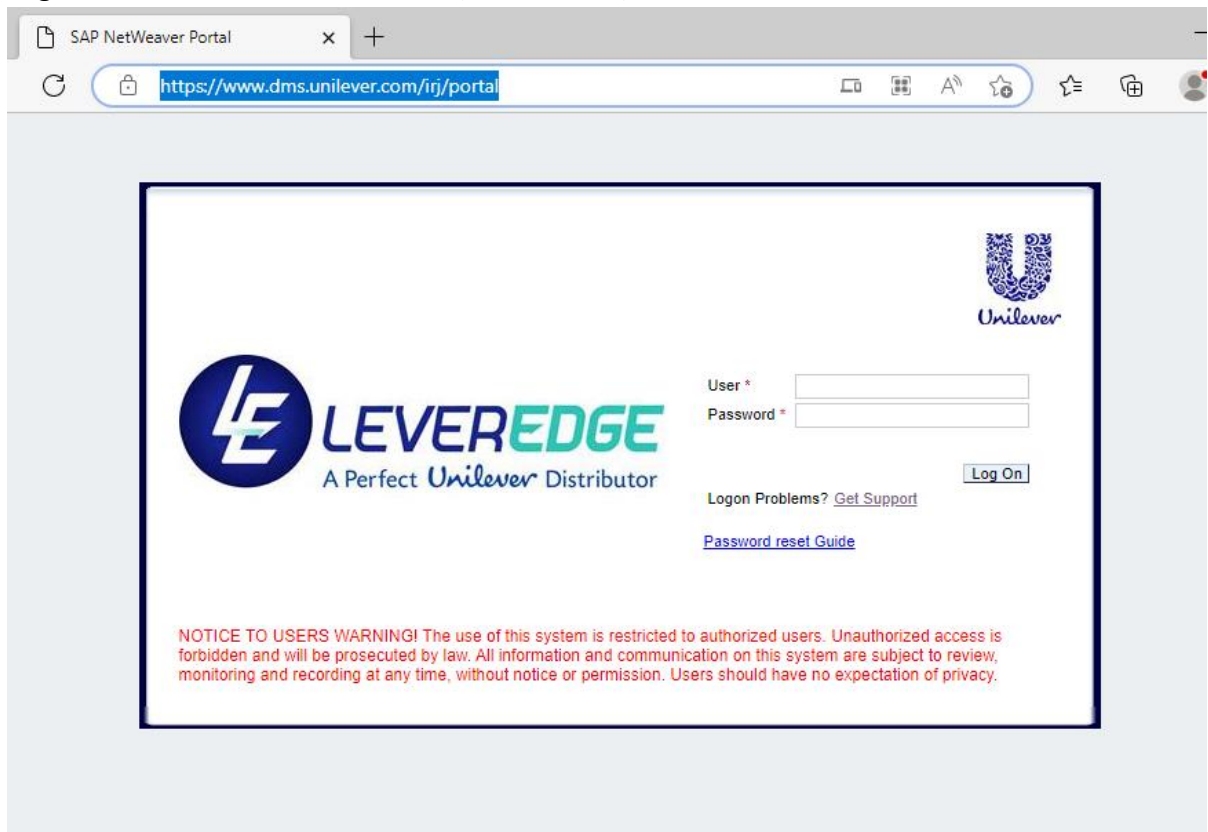 SAP NetWeaver Portal
https://www.dms.unilever.com/irj/portal
Unilever
LE LEVEREDGE
A Perfect Unilever Distributor
User *
Password *
Log On
Logon Problems? Get Support
Password reset Guide
NOTICE TO USERS WARNING! The use of this system is restricted to authorized users. Unauthorized access is
forbidden and will be prosecuted by law. All information and communication on this system are subject to review,
monitoring and recording at any time, without notice or permission. Users should have no expectation of privacy.